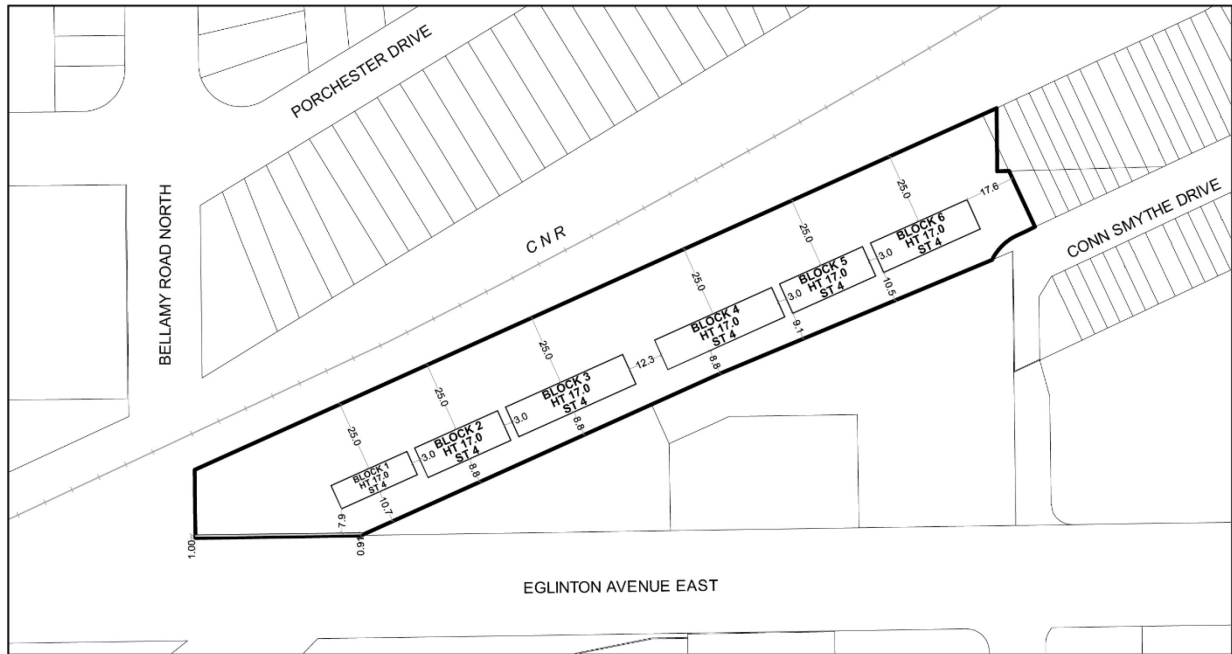 PORCHESTER DRIVE
BELLAMY ROAD NORTH
CNR
CONN SMYTHE DRIVE
25.0
25.0
25.0
25.0
25.0
25.0
17.6
BLOCK 6
HT 17.0
ST 4
3.0
10.5
BLOCK 5
HT 17.0
ST 4
3.0
9.1
BLOCK 4
HT 17.0
ST 4
12.3
8.8
BLOCK 3
HT 17.0
ST 4
3.0
8.8
BLOCK 2
HT 17.0
ST 4
3.0
8.8
BLOCK 1
HT 17.0
ST 4
10.7
7.9
1.00
0.91
EGLINTON AVENUE EAST